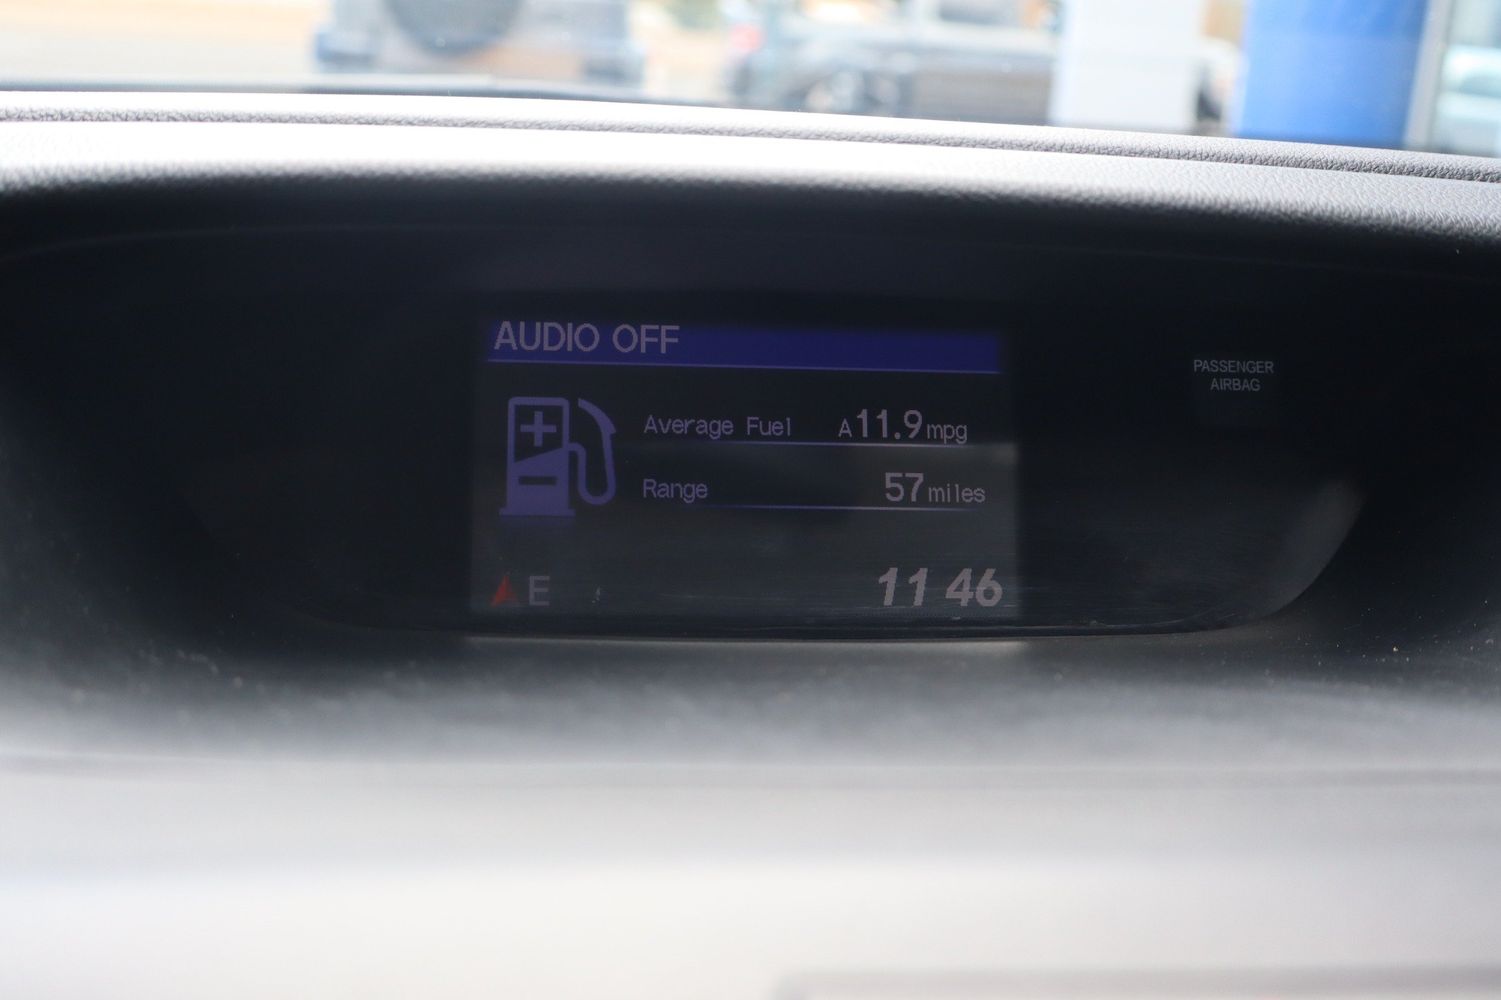 AUDIO OFF
PASSENGER
AIRBAG
Average Fuel A11.9mpg
Range 57miles
E 11 46